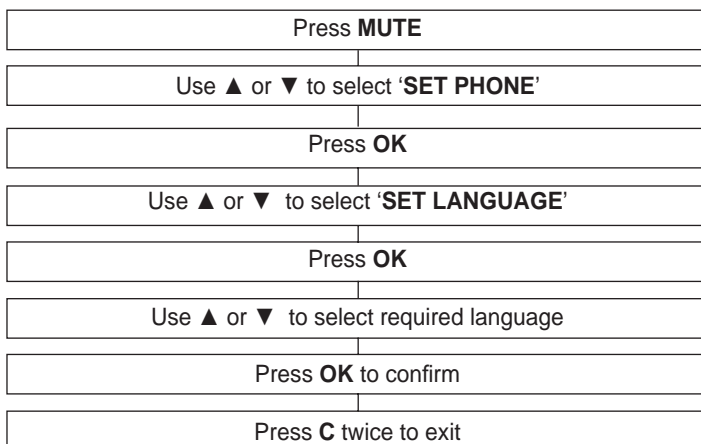 Press MUTE
Use ▲ or ▼ to select ‘SET PHONE’
Press OK
Use ▲ or ▼ to select ‘SET LANGUAGE’
Press OK
Use ▲ or ▼ to select required language
Press OK to confirm
Press C twice to exit